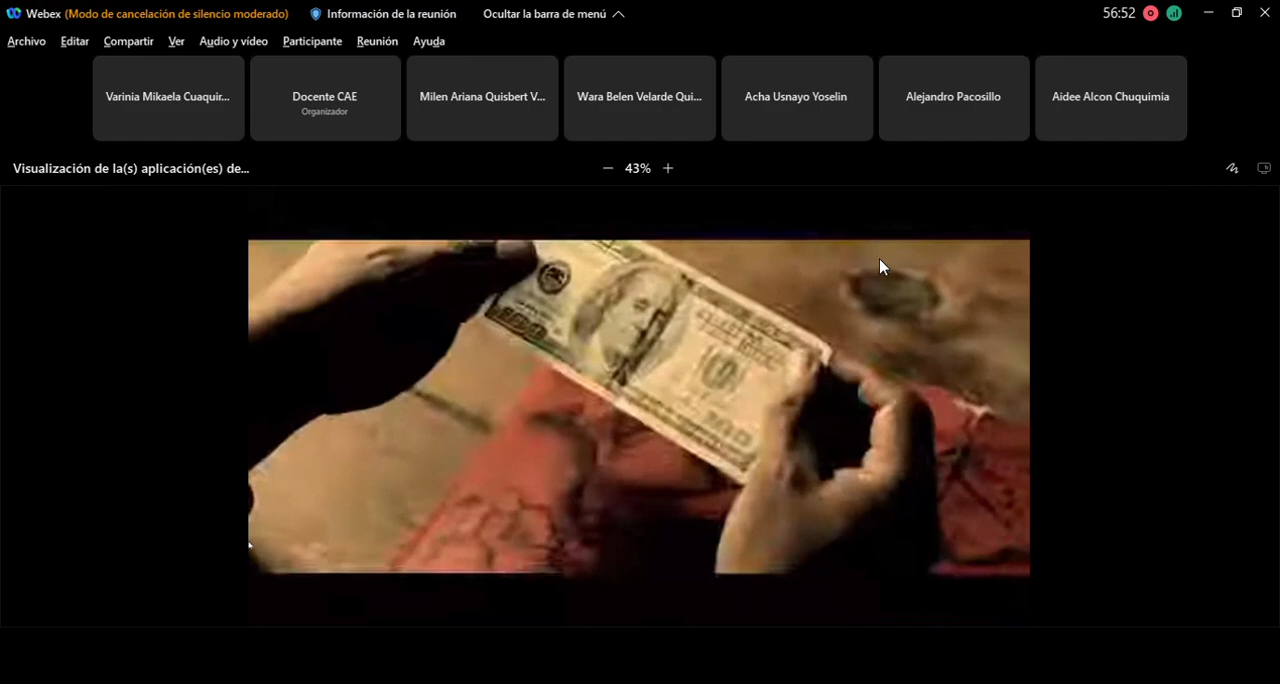 Webex (Modo de cancelación de silencio moderado) Información de la reunión Ocultar la barra de menú 56:52
Archivo Editar Compartir Ver Audio y vídeo Participante Reunión Ayuda
Varinia Mikaela Cuaquir... Docente CAE Milen Ariana Quisbert V... Wara Belen Velarde Qui... Acha Usnayo Yoselin Alejandro Pacosillo Aidee Alcon Chuquimia
Organizador
Visualización de la(s) aplicación(es) de... 43%
100